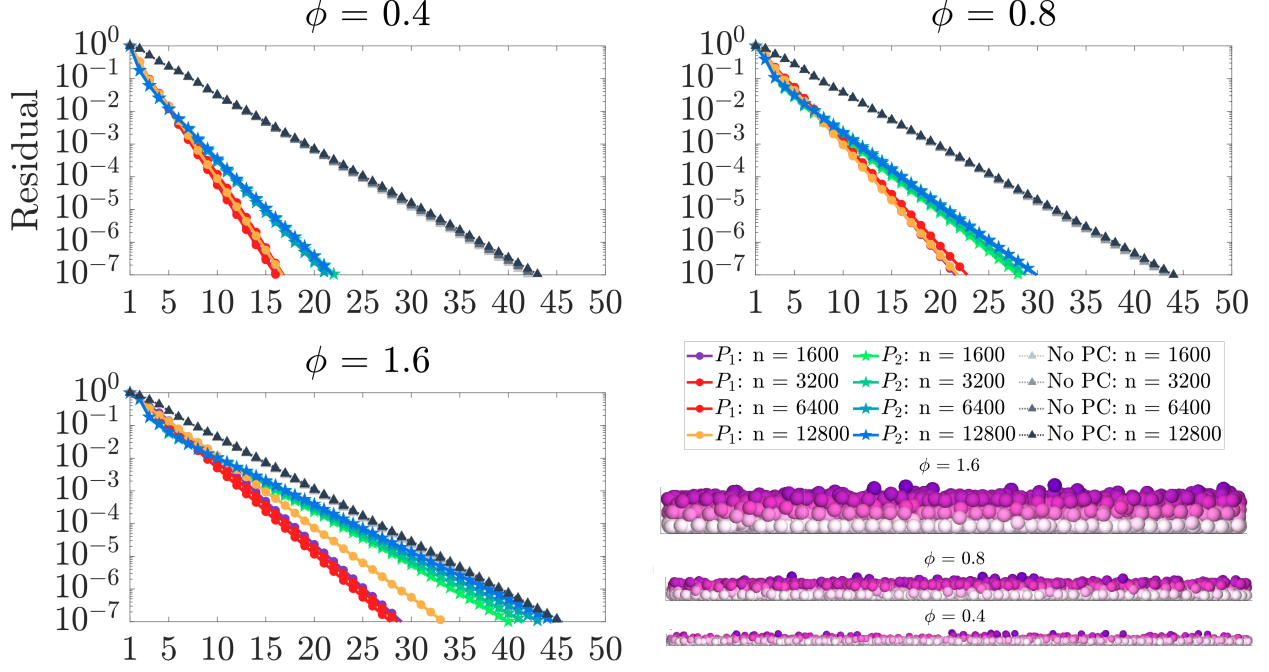 ϕ = 0.4
Residual
10⁰
10⁻¹
10⁻²
10⁻³
10⁻⁴
10⁻⁵
10⁻⁶
10⁻⁷
1 5 10 15 20 25 30 35 40 45 50
ϕ = 0.8
10⁰
10⁻¹
10⁻²
10⁻³
10⁻⁴
10⁻⁵
10⁻⁶
10⁻⁷
1 5 10 15 20 25 30 35 40 45 50
ϕ = 1.6
10⁰
10⁻¹
10⁻²
10⁻³
10⁻⁴
10⁻⁵
10⁻⁶
10⁻⁷
1 5 10 15 20 25 30 35 40 45 50
P₁: n = 1600 P₂: n = 1600 No PC: n = 1600
P₁: n = 3200 P₂: n = 3200 No PC: n = 3200
P₁: n = 6400 P₂: n = 6400 No PC: n = 6400
P₁: n = 12800 P₂: n = 12800 No PC: n = 12800
ϕ = 1.6
ϕ = 0.8
ϕ = 0.4